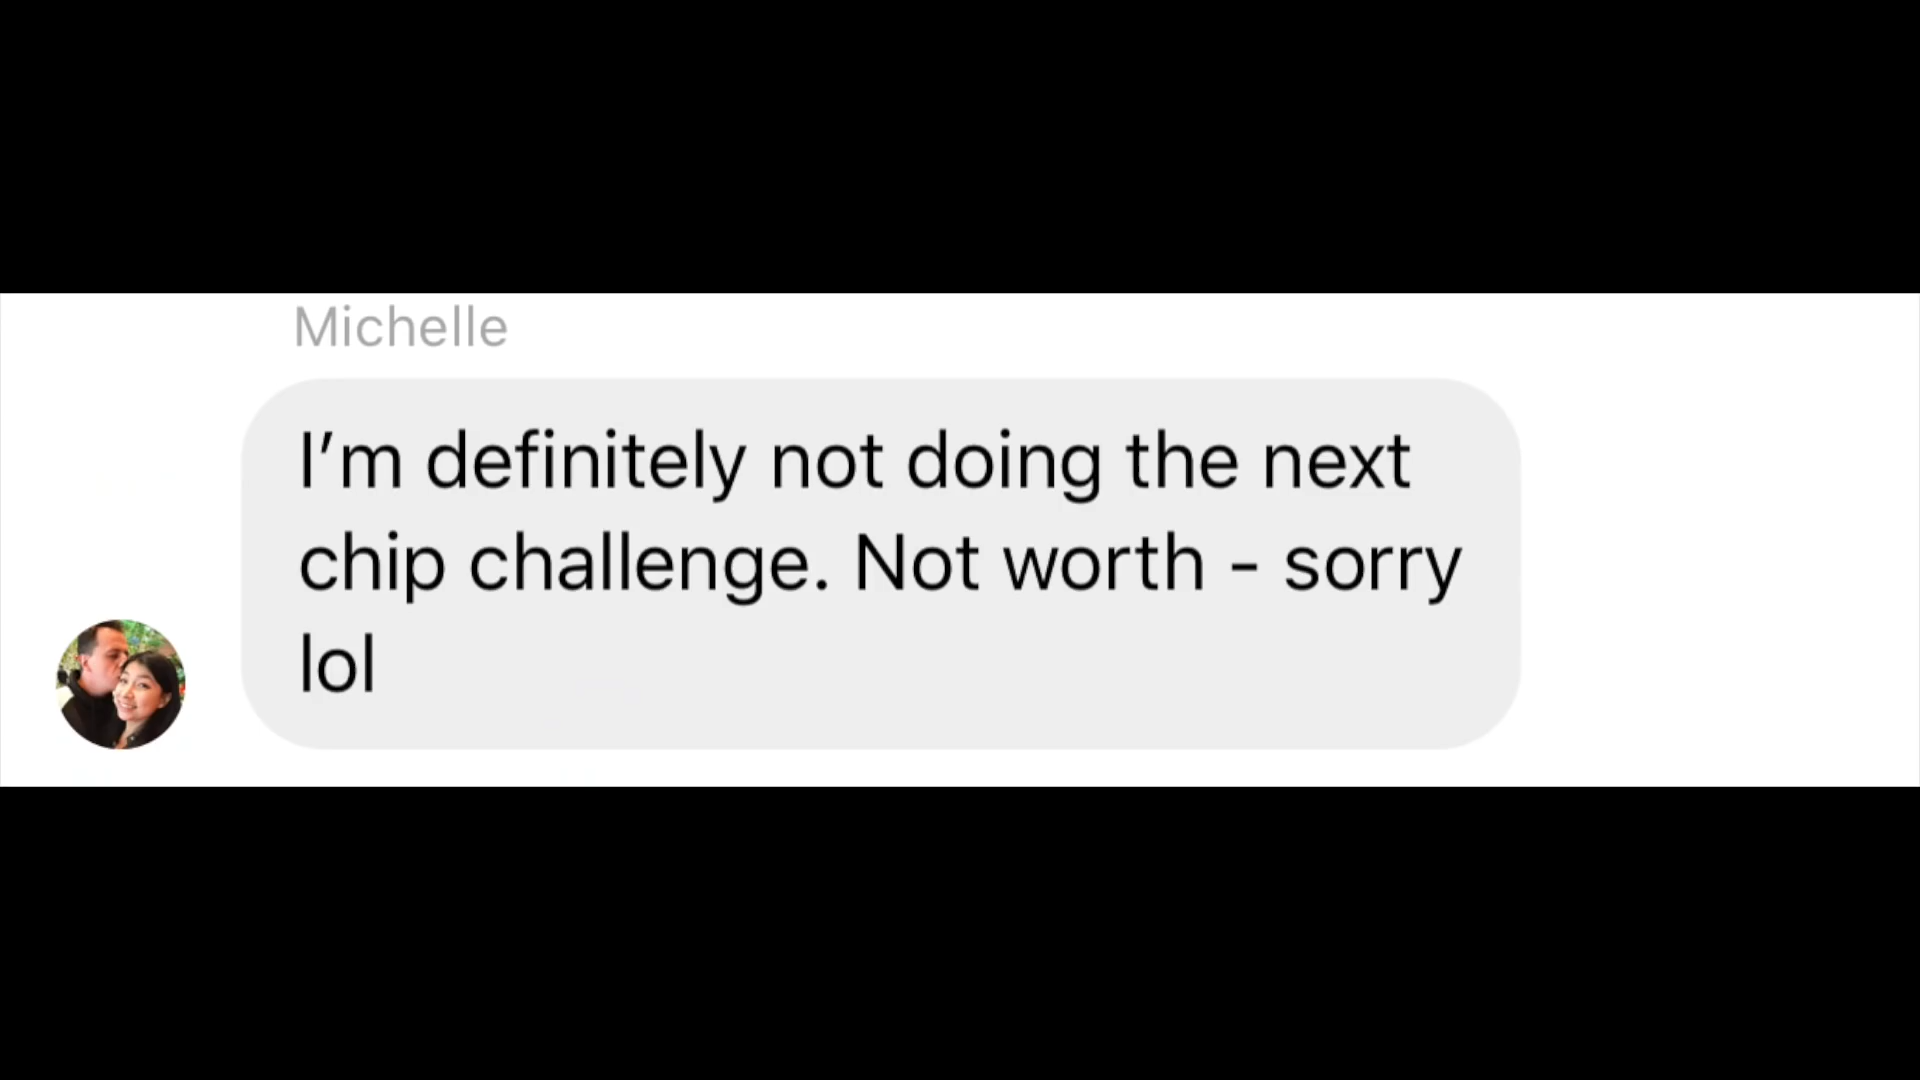 Michelle
I’m definitely not doing the next
chip challenge. Not worth - sorry
lol